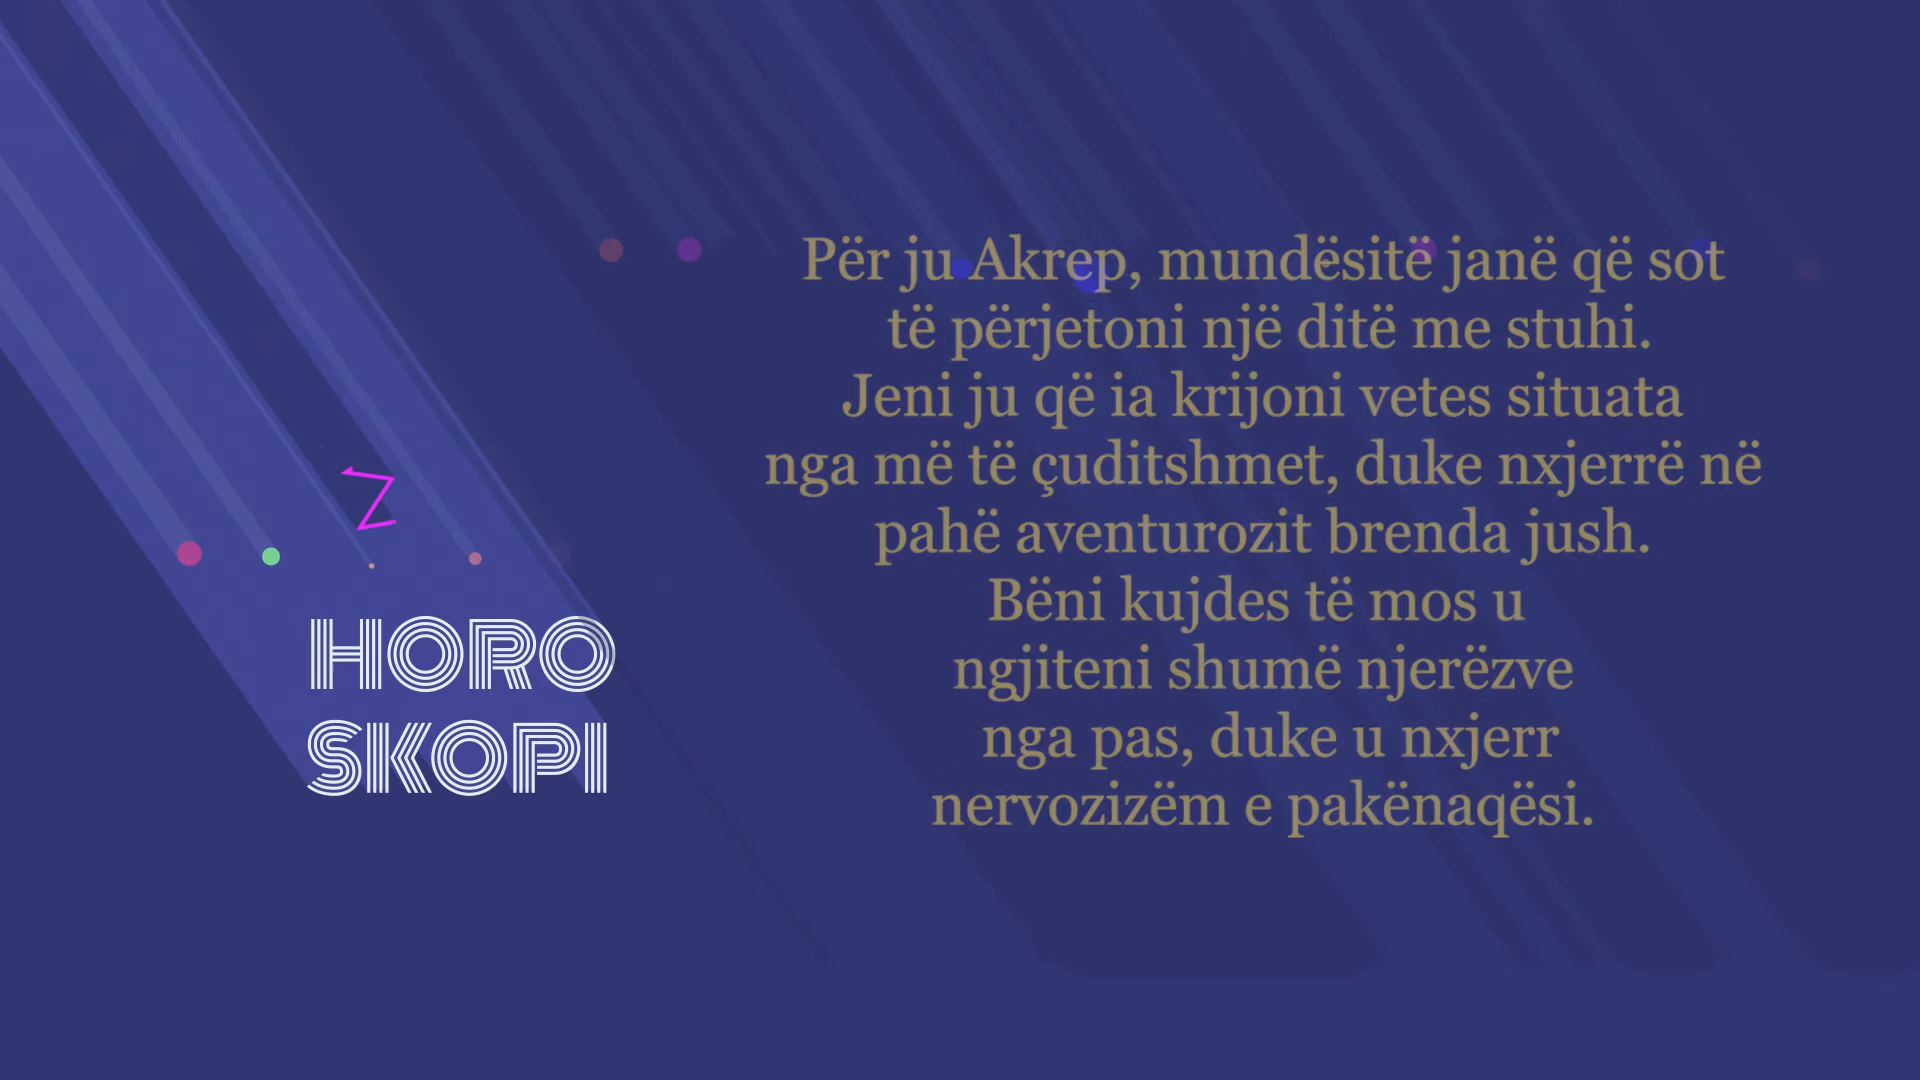 HORO
SKOPI
Për ju Akrep, mundësitë janë që sot
të përjetoni një ditë me stuhi.
Jeni ju që ia krijoni vetes situata
nga më të çuditshmet, duke nxjerrë në
pahë aventurozit brenda jush.
Bëni kujdes të mos u
ngjiteni shumë njerëzve
nga pas, duke u nxjerr
nervozizëm e pakënaqësi.